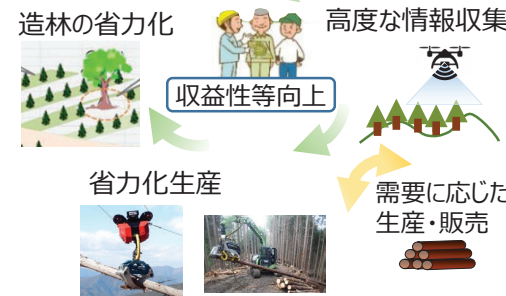 造林の省力化
高度な情報収集
収益性等向上
省力化生産
需要に応じた
生産・販売